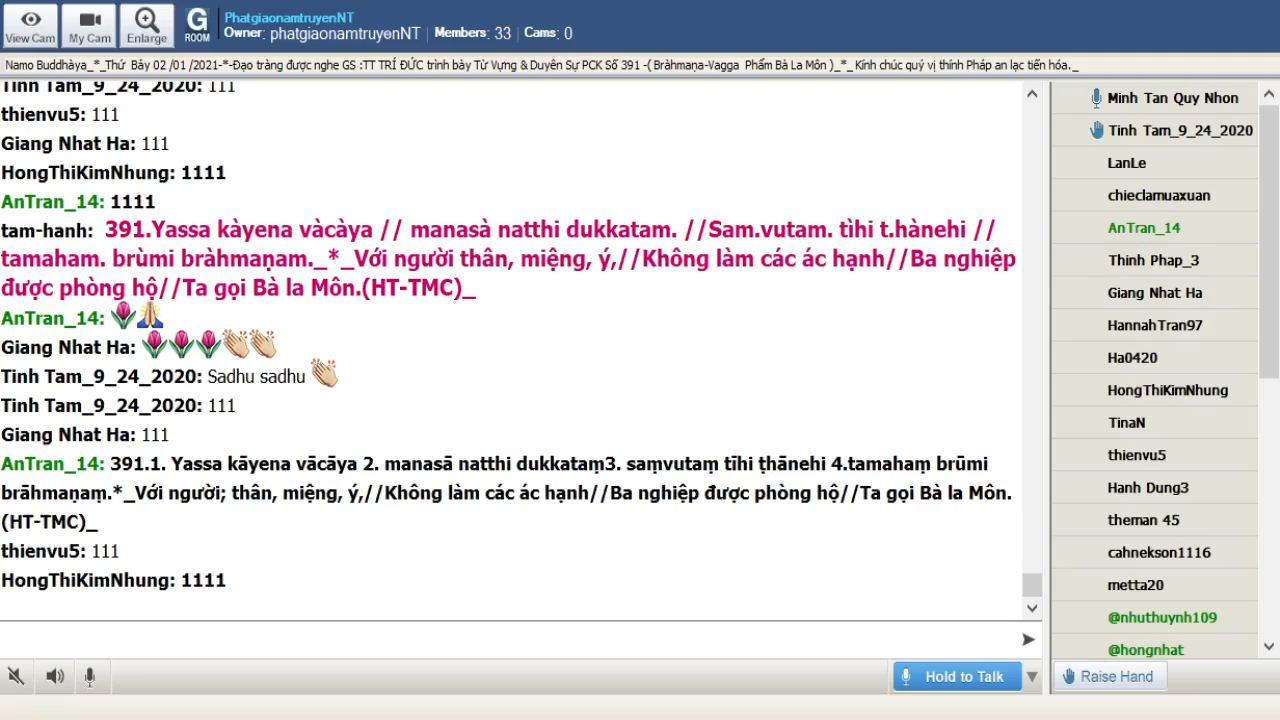 View Cam
My Cam
Enlarge
G
ROOM
PhatgiaonamtruyenNT
Owner: phatgiaonamtruyenNT | Members: 33 | Cams: 0
Namo Buddhàya_*_Thứ Bảy 02 /01 /2021-*-Đạo tràng được nghe GS :TT TRÍ ĐỨC trình bày Từ Vựng & Duyên Sự PCK Số 391 -( Bràhmaṇa-Vagga Phẩm Bà La Môn )_*_ Kính chúc quý vị thính Pháp an lạc tiến hóa._
Tinh Tam_9_24_2020: 111
thienvu5: 111
Giang Nhat Ha: 111
HongThiKimNhung: 1111
AnTran_14: 1111
tam-hanh: 391.Yassa kàyena vàcàya // manasà natthi dukkatam. //Sam.vutam. tìhi t.hànehi //
tamaham. brùmi bràhmaṇam._*_Với người thân, miệng, ý,//Không làm các ác hạnh//Ba nghiệp
được phòng hộ//Ta gọi Bà la Môn.(HT-TMC)_
AnTran_14: 🌷🙏
Giang Nhat Ha: 🌷🌷🌷👏👏
Tinh Tam_9_24_2020: Sadhu sadhu 👏
Tinh Tam_9_24_2020: 111
Giang Nhat Ha: 111
AnTran_14: 391.1. Yassa kāyena vācāya 2. manasā natthi dukkataṃ3. saṃvutaṃ tīhi ṭhānehi 4.tamahaṃ brūmi
brāhmaṇaṃ.*_Với người; thân, miệng, ý,//Không làm các ác hạnh//Ba nghiệp được phòng hộ//Ta gọi Bà la Môn.
(HT-TMC)_
thienvu5: 111
HongThiKimNhung: 1111
Minh Tan Quy Nhon
Tinh Tam_9_24_2020
LanLe
chieclamuaxuan
AnTran_14
Thinh Phap_3
Giang Nhat Ha
HannahTran97
Ha0420
HongThiKimNhung
TinaN
thienvu5
Hanh Dung3
theman 45
cahnekson1116
metta20
@nhuthuynh109
@hongnhat
Hold to Talk
Raise Hand